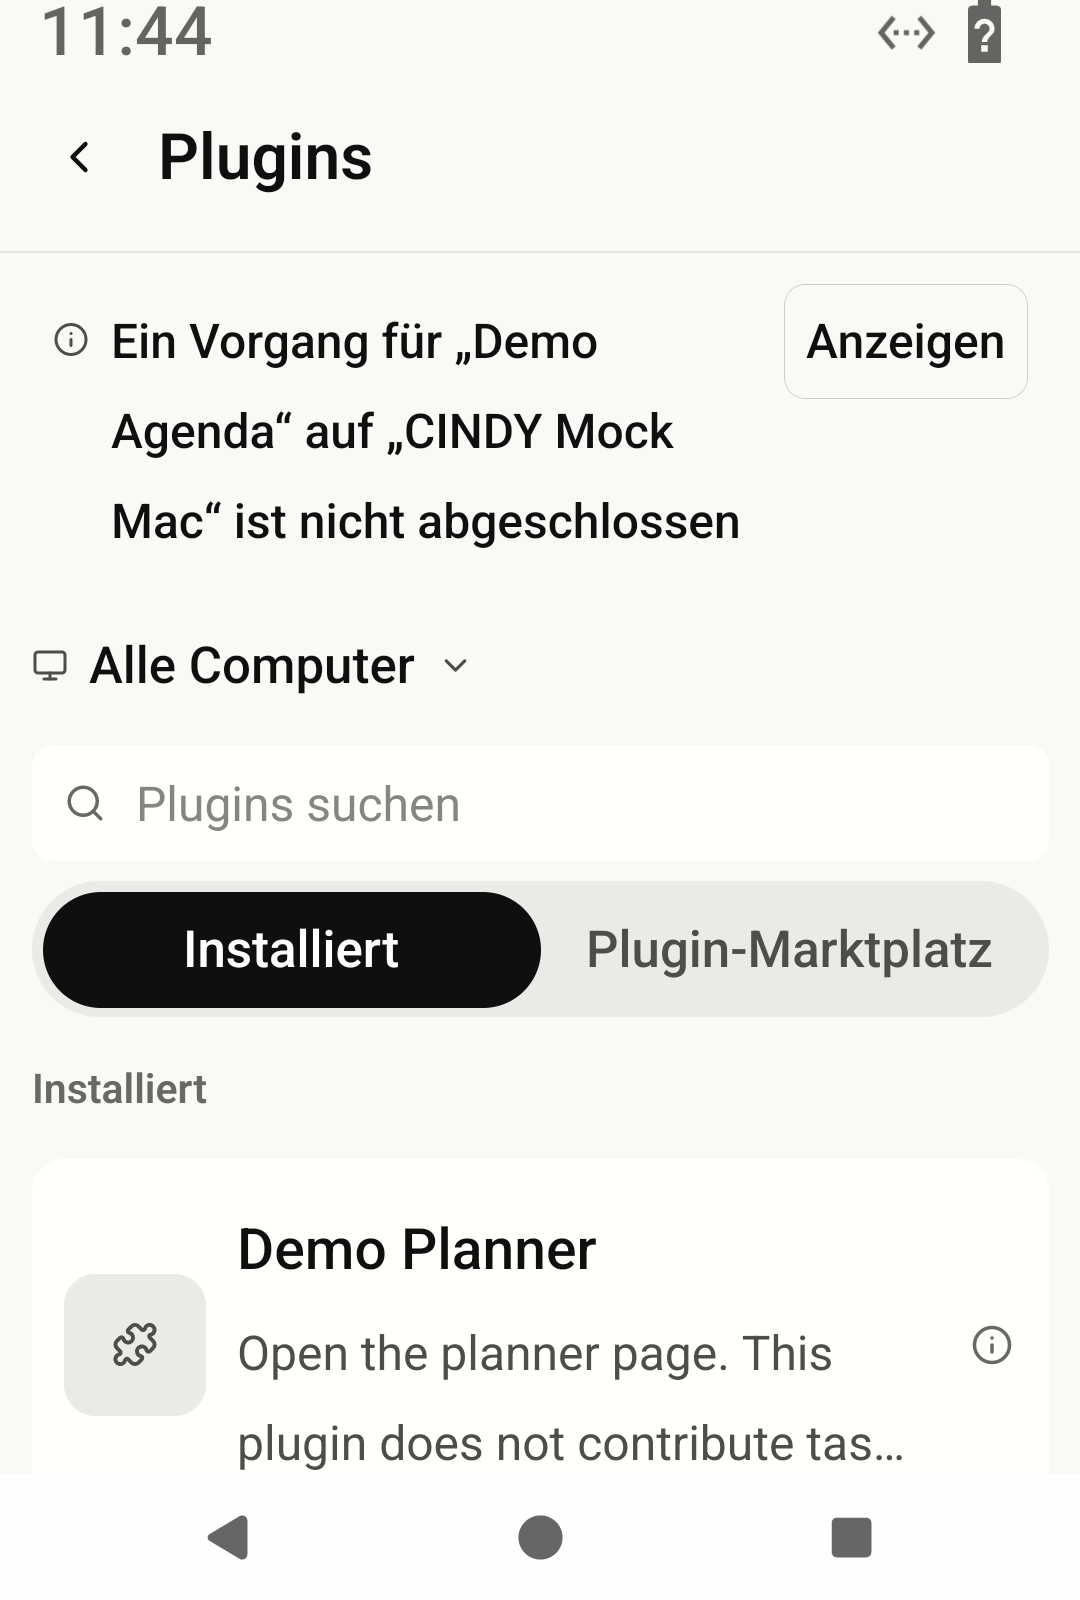 11:44
Plugins
Ein Vorgang für „Demo
Agenda“ auf „CINDY Mock
Mac“ ist nicht abgeschlossen
Anzeigen
Alle Computer
Plugins suchen
Installiert
Plugin-Marktplatz
Installiert
Demo Planner
Open the planner page. This
plugin does not contribute tas…